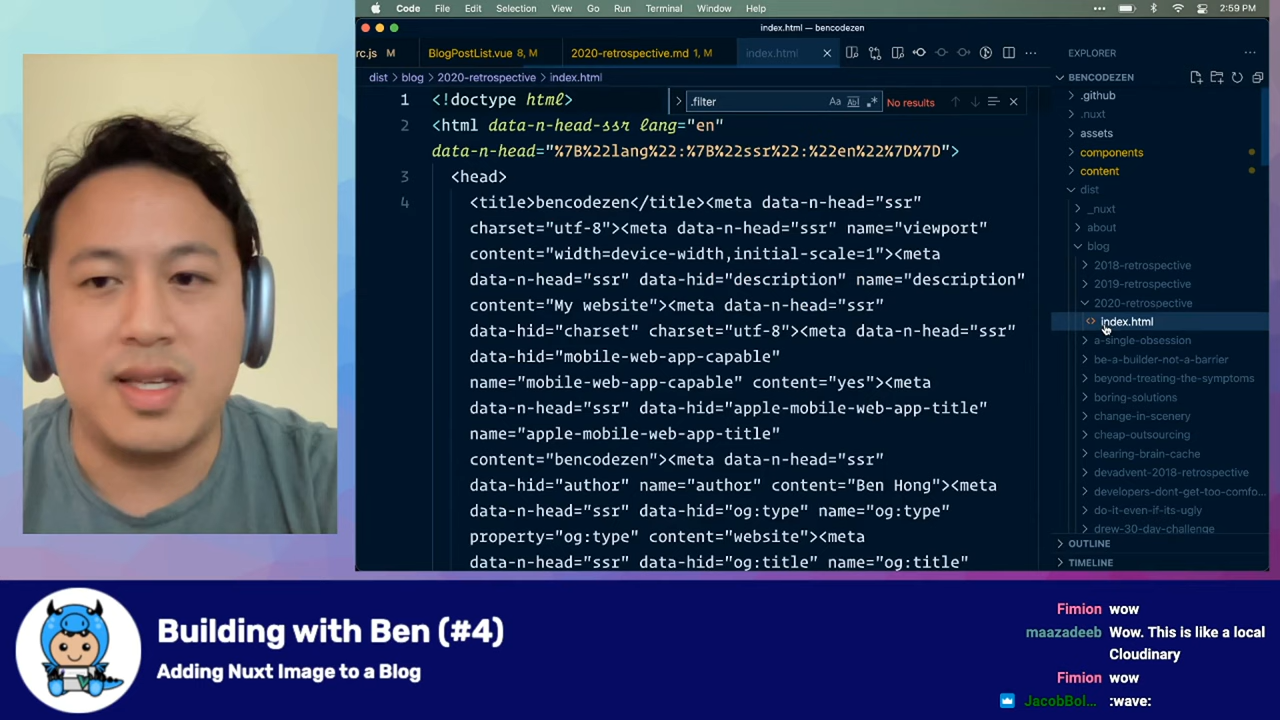 Code File Edit Selection View Go Run Terminal Window Help 2:59 PM
index.html — bencodezen
rc.js M BlogPostList.vue 8, M 2020-retrospective.md 1, M index.html
dist > blog > 2020-retrospective > index.html
.filter Aa Ab No results
1 <!doctype html>
2 <html data-n-head-ssr lang="en"
data-n-head="%7B%22lang%22:%7B%22ssr%22:%22en%22%7D%7D">
3 <head>
4 <title>bencodezen</title><meta data-n-head="ssr"
charset="utf-8"><meta data-n-head="ssr" name="viewport"
content="width=device-width,initial-scale=1"><meta
data-n-head="ssr" data-hid="description" name="description"
content="My website"><meta data-n-head="ssr"
data-hid="charset" charset="utf-8"><meta data-n-head="ssr"
data-hid="mobile-web-app-capable"
name="mobile-web-app-capable" content="yes"><meta
data-n-head="ssr" data-hid="apple-mobile-web-app-title"
name="apple-mobile-web-app-title"
content="bencodezen"><meta data-n-head="ssr"
data-hid="author" name="author" content="Ben Hong"><meta
data-n-head="ssr" data-hid="og:type" name="og:type"
property="og:type" content="website"><meta
data-n-head="ssr" data-hid="og:title" name="og:title"
EXPLORER
BENCODEZEN
.github
.nuxt
assets
components
content
dist
_nuxt
about
blog
2018-retrospective
2019-retrospective
2020-retrospective
index.html
a-single-obsession
be-a-builder-not-a-barrier
beyond-treating-the-symptoms
boring-solutions
change-in-scenery
cheap-outsourcing
clearing-brain-cache
devadvent-2018-retrospective
developers-dont-get-too-comfo...
do-it-even-if-its-ugly
drew-30-day-challenge
OUTLINE
TIMELINE
Building with Ben (#4)
Adding Nuxt Image to a Blog
Fimion wow
maazadeeb Wow. This is like a local
Cloudinary
Fimion wow
JacobBol... :wave: